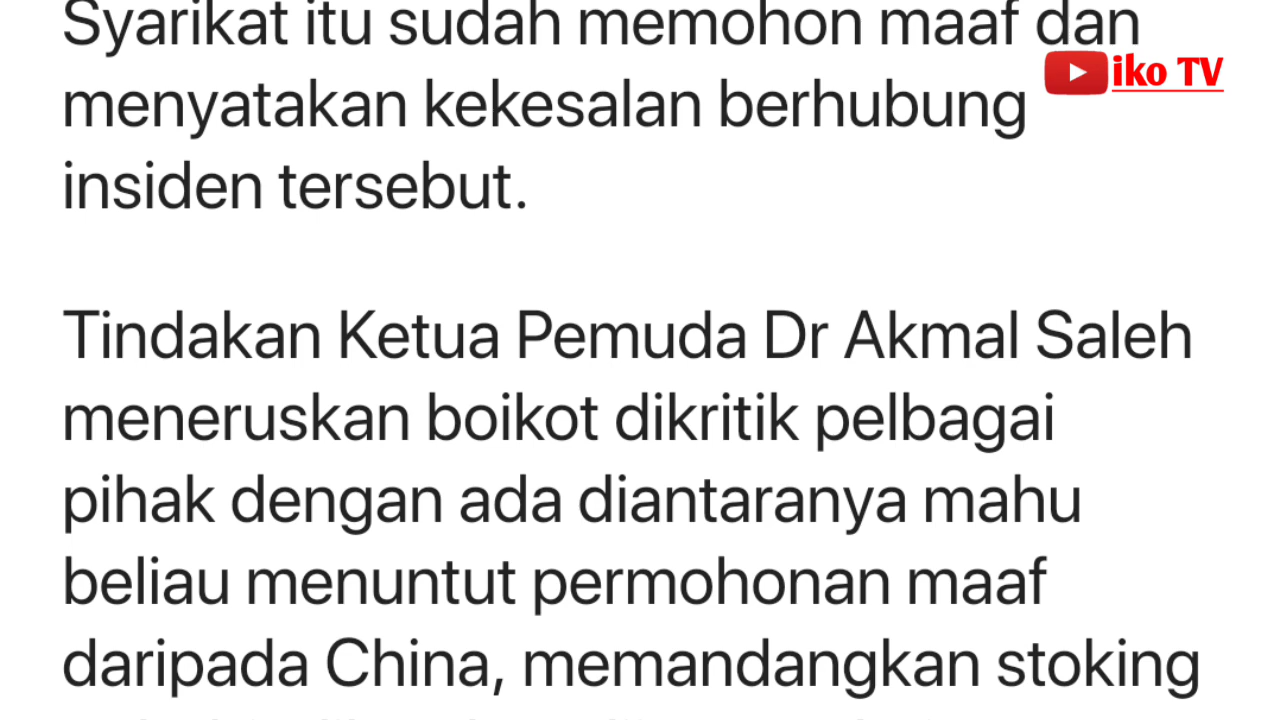 Syarikat itu sudah memohon maaf dan
iko TV
menyatakan kekesalan berhubung
insiden tersebut.
Tindakan Ketua Pemuda Dr Akmal Saleh
meneruskan boikot dikritik pelbagai
pihak dengan ada diantaranya mahu
beliau menuntut permohonan maaf
daripada China, memandangkan stoking